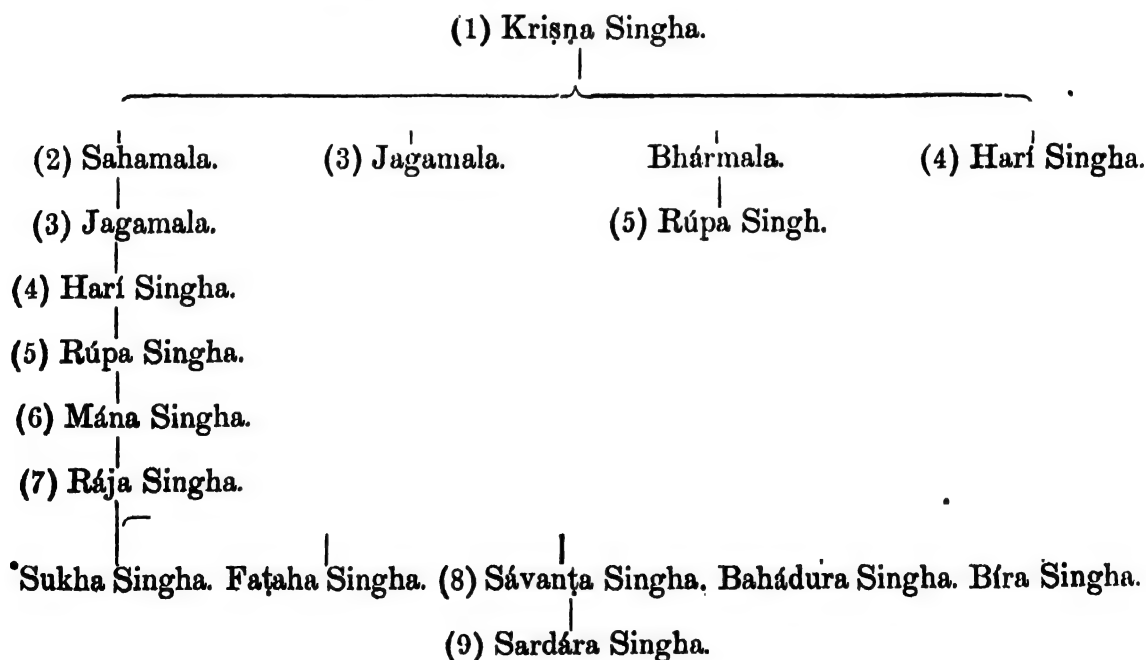 (1) Kriṣṇa Singha.
(2) Sahamala. (3) Jagamala. Bhármala. (4) Harí Singha.
(3) Jagamala. (5) Rúpa Singh.
(4) Harí Singha.
(5) Rúpa Singha.
(6) Mána Singha.
(7) Rája Singha.
Sukha Singha. Faṭaha Singha. (8) Sávanṭa Singha. Bahádura Singha. Bíra Singha.
(9) Sardára Singha.